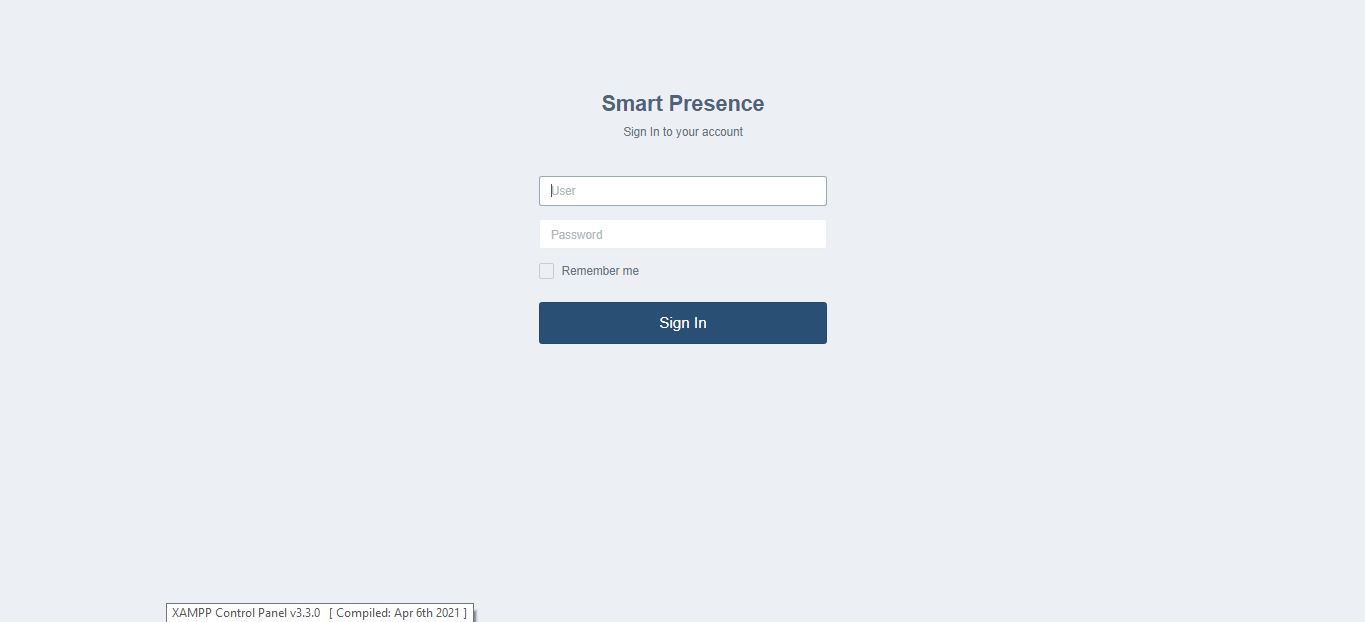 Smart Presence
Sign In to your account
User
Password
Remember me
Sign In
XAMPP Control Panel v3.3.0 [ Compiled: Apr 6th 2021 ]